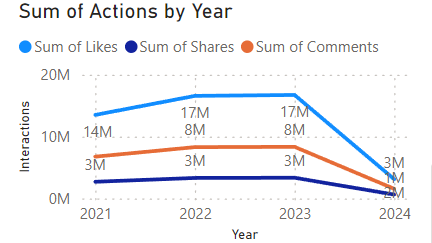 Sum of Actions by Year
Sum of Likes Sum of Shares Sum of Comments
20M
10M
0M
Interactions
14M
17M
17M
3M
3M
8M
8M
1M
3M
3M
2M
2021 2022 2023 2024
Year